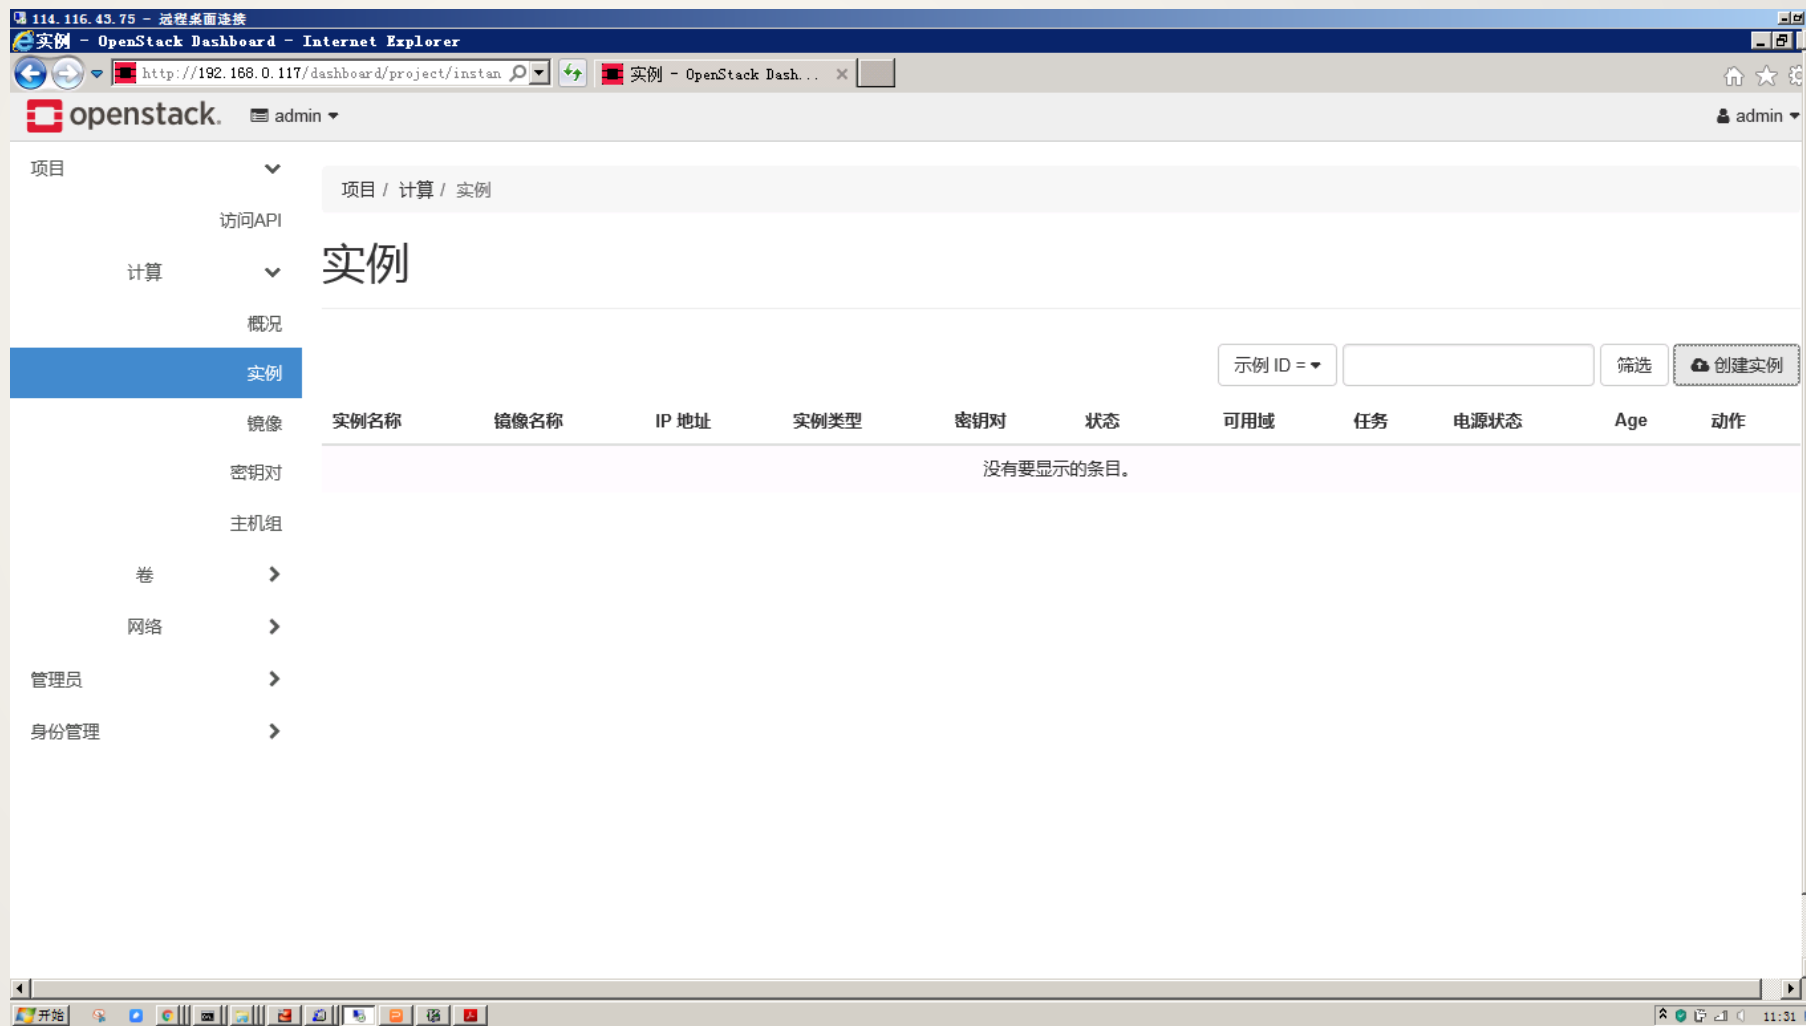 114.116.43.75 - 远程桌面连接
实例 - OpenStack Dashboard - Internet Explorer
http://192.168.0.117/dashboard/project/instan
实例 - OpenStack Dash...
openstack. admin
admin
项目
访问API
计算
概况
实例
镜像
密钥对
主机组
卷
网络
管理员
身份管理
项目 / 计算 / 实例
实例
示例 ID = 筛选 创建实例
实例名称 镜像名称 IP 地址 实例类型 密钥对 状态 可用域 任务 电源状态 Age 动作
没有要显示的条目。
开始
11:31